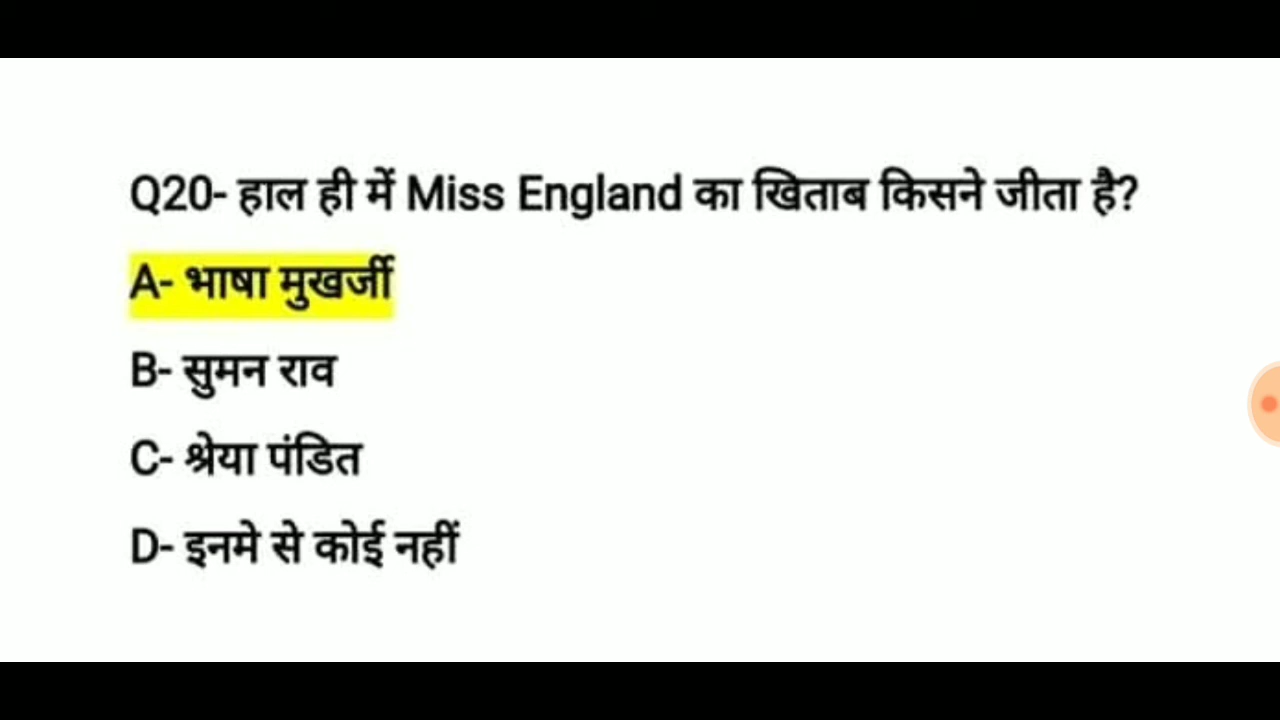 Q20- हाल ही में Miss England का खिताब किसने जीता है?
A- भाषा मुखर्जी
B- सुमन राव
C- श्रेया पंडित
D- इनमे से कोई नहीं